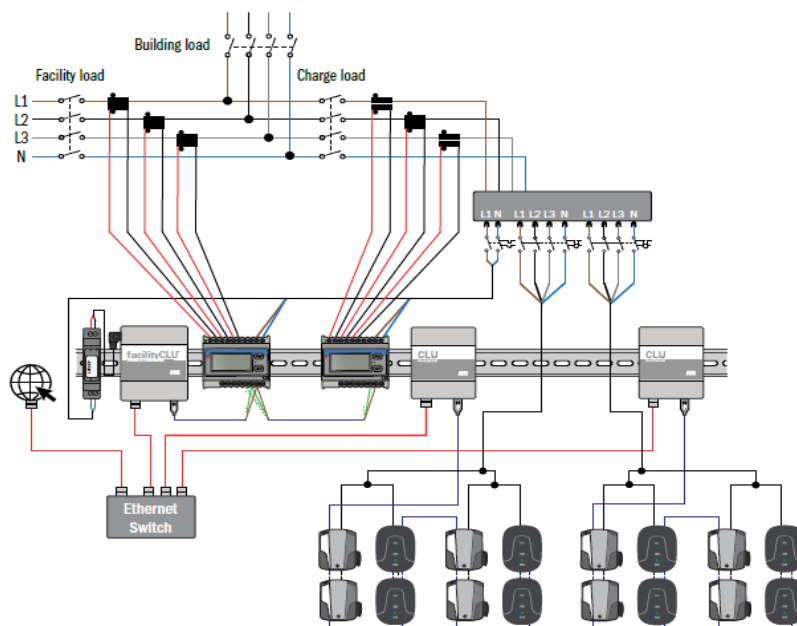 Building load
Facility load
Charge load
L1
L2
L3
N
L1 N L1 L2 L3 N L1 L2 L3 N
facilityCLU
CLU
CLU
Ethernet
Switch